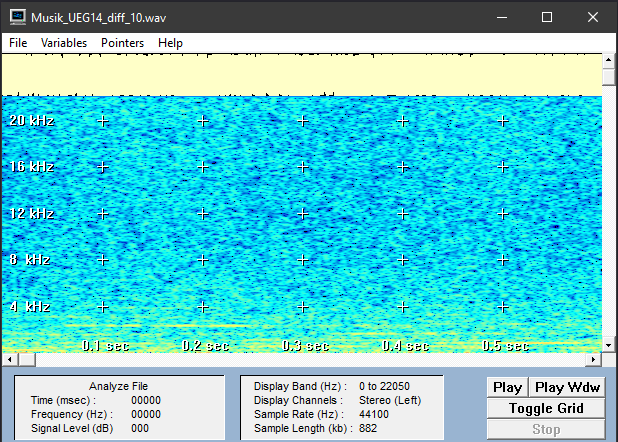 Musik_UEG14_diff_10.wav
File Variables Pointers Help
20 kHz
16 kHz
12 kHz
8 kHz
4 kHz
0.1 sec 0.2 sec 0.3 sec 0.4 sec 0.5 sec
Analyze File
Time (msec) : 00000
Frequency (Hz) : 00000
Signal Level (dB) 000
Display Band (Hz) : 0 to 22050
Display Channels : Stereo (Left)
Sample Rate (Hz) : 44100
Sample Length (kb) : 882
Play Play Wdw
Toggle Grid
Stop